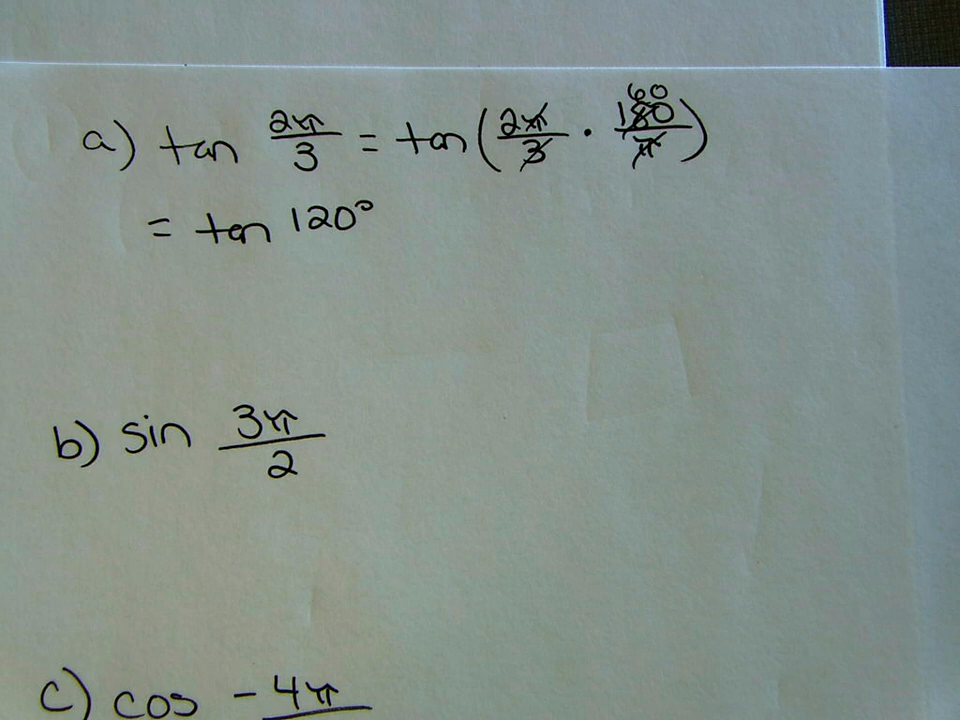 a) tan 2π/3 = tan(2π/3 · 180/π) 60
= tan 120°
b) sin 3π/2
c) cos -4π